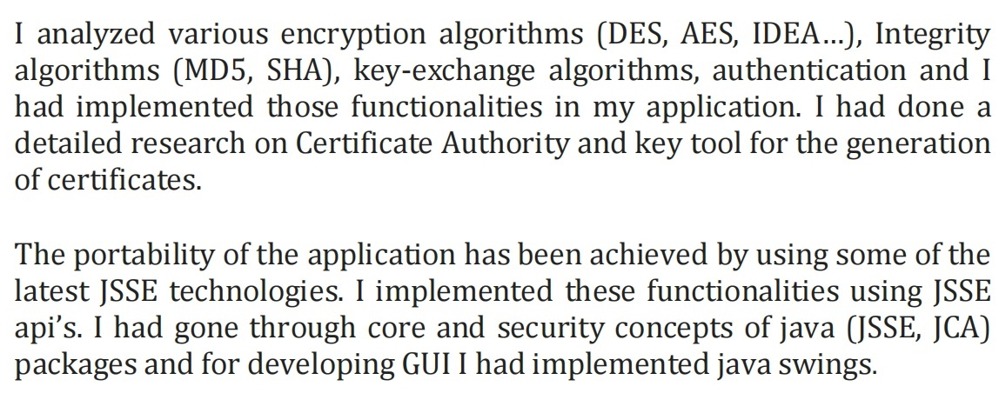 I analyzed various encryption algorithms (DES, AES, IDEA...), Integrity
algorithms (MD5, SHA), key-exchange algorithms, authentication and I
had implemented those functionalities in my application. I had done a
detailed research on Certificate Authority and key tool for the generation
of certificates.
The portability of the application has been achieved by using some of the
latest JSSE technologies. I implemented these functionalities using JSSE
api's. I had gone through core and security concepts of java (JSSE, JCA)
packages and for developing GUI I had implemented java swings.